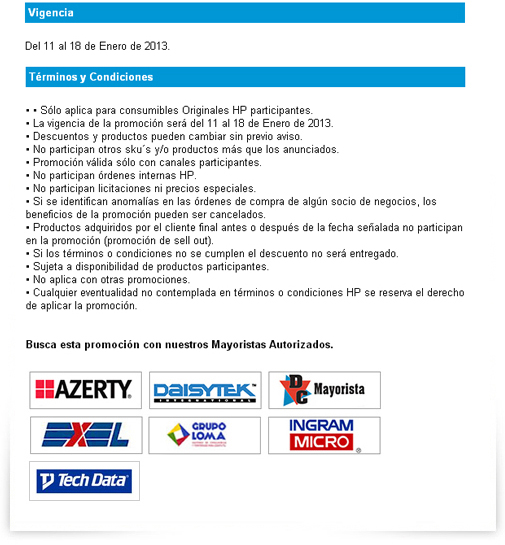 Vigencia
Del 11 al 18 de Enero de 2013.
Términos y Condiciones
▪ ▪ Sólo aplica para consumibles Originales HP participantes.
▪ La vigencia de la promoción será del 11 al 18 de Enero de 2013.
▪ Descuentos y productos pueden cambiar sin previo aviso.
▪ No participan otros sku´s y/o productos más que los anunciados.
▪ Promoción válida sólo con canales participantes.
▪ No participan órdenes internas HP.
▪ No participan licitaciones ni precios especiales.
▪ Si se identifican anomalías en las órdenes de compra de algún socio de negocios, los
beneficios de la promoción pueden ser cancelados.
▪ Productos adquiridos por el cliente final antes o después de la fecha señalada no participan
en la promoción (promoción de sell out).
▪ Si los términos o condiciones no se cumplen el descuento no será entregado.
▪ Sujeta a disponibilidad de productos participantes.
▪ No aplica con otras promociones.
▪ Cualquier eventualidad no contemplada en términos o condiciones HP se reserva el derecho
de aplicar la promoción.
Busca esta promoción con nuestros Mayoristas Autorizados.
AZERTY®
DAISYTEK™
INTERNATIONAL
DC Mayorista
EXEL
GRUPO
LOMA
INGRAM
MICRO®
Tech Data®